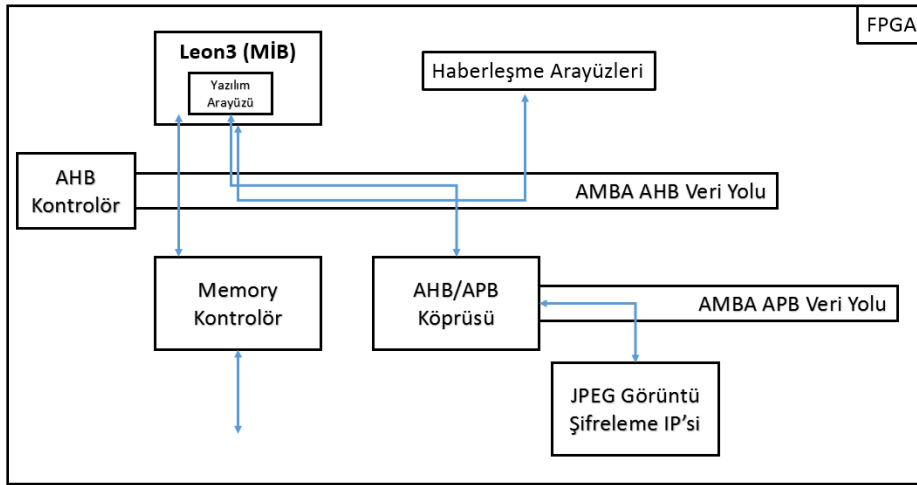 FPGA
Leon3 (MİB)
Yazılım
Arayüzü
Haberleşme Arayüzleri
AHB
Kontrolör
AMBA AHB Veri Yolu
Memory
Kontrolör
AHB/APB
Köprüsü
AMBA APB Veri Yolu
JPEG Görüntü
Şifreleme IP’si